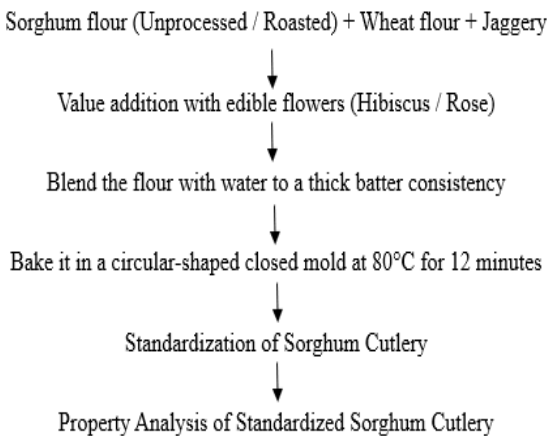 Sorghum flour (Unprocessed / Roasted) + Wheat flour + Jaggery
Value addition with edible flowers (Hibiscus / Rose)
Blend the flour with water to a thick batter consistency
Bake it in a circular-shaped closed mold at 80°C for 12 minutes
Standardization of Sorghum Cutlery
Property Analysis of Standardized Sorghum Cutlery